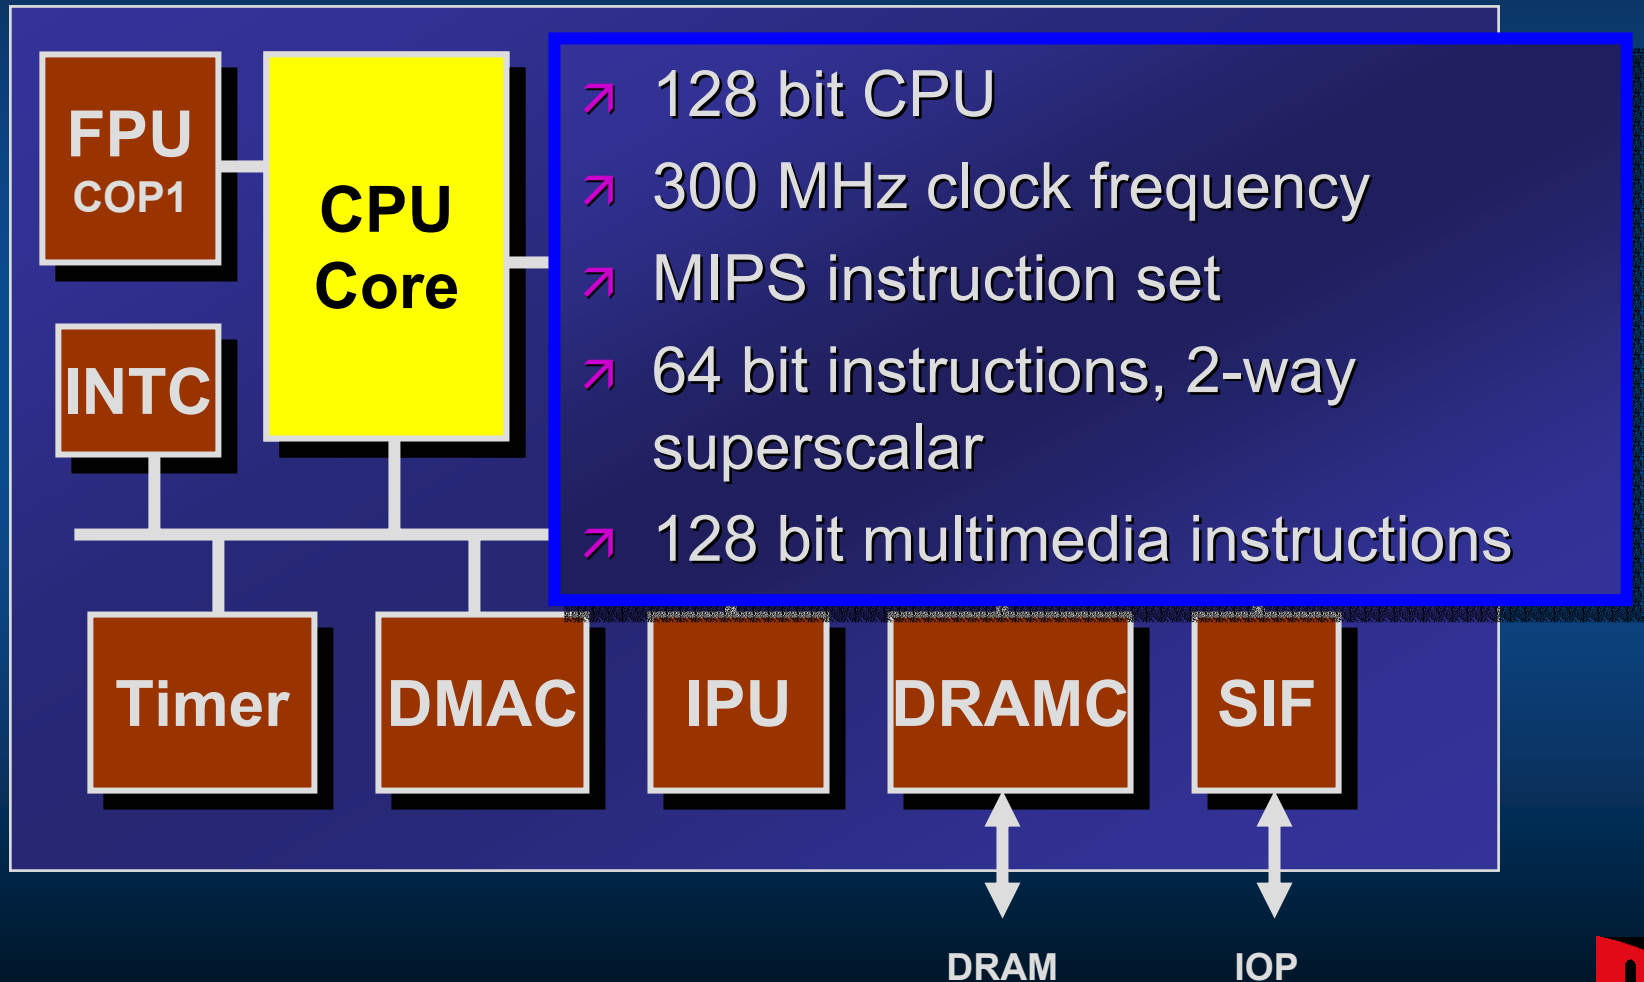 FPU
COP1
CPU
Core
INTC
128 bit CPU
300 MHz clock frequency
MIPS instruction set
64 bit instructions, 2-way
superscalar
128 bit multimedia instructions
Timer
DMAC
IPU
DRAMC
SIF
DRAM
IOP